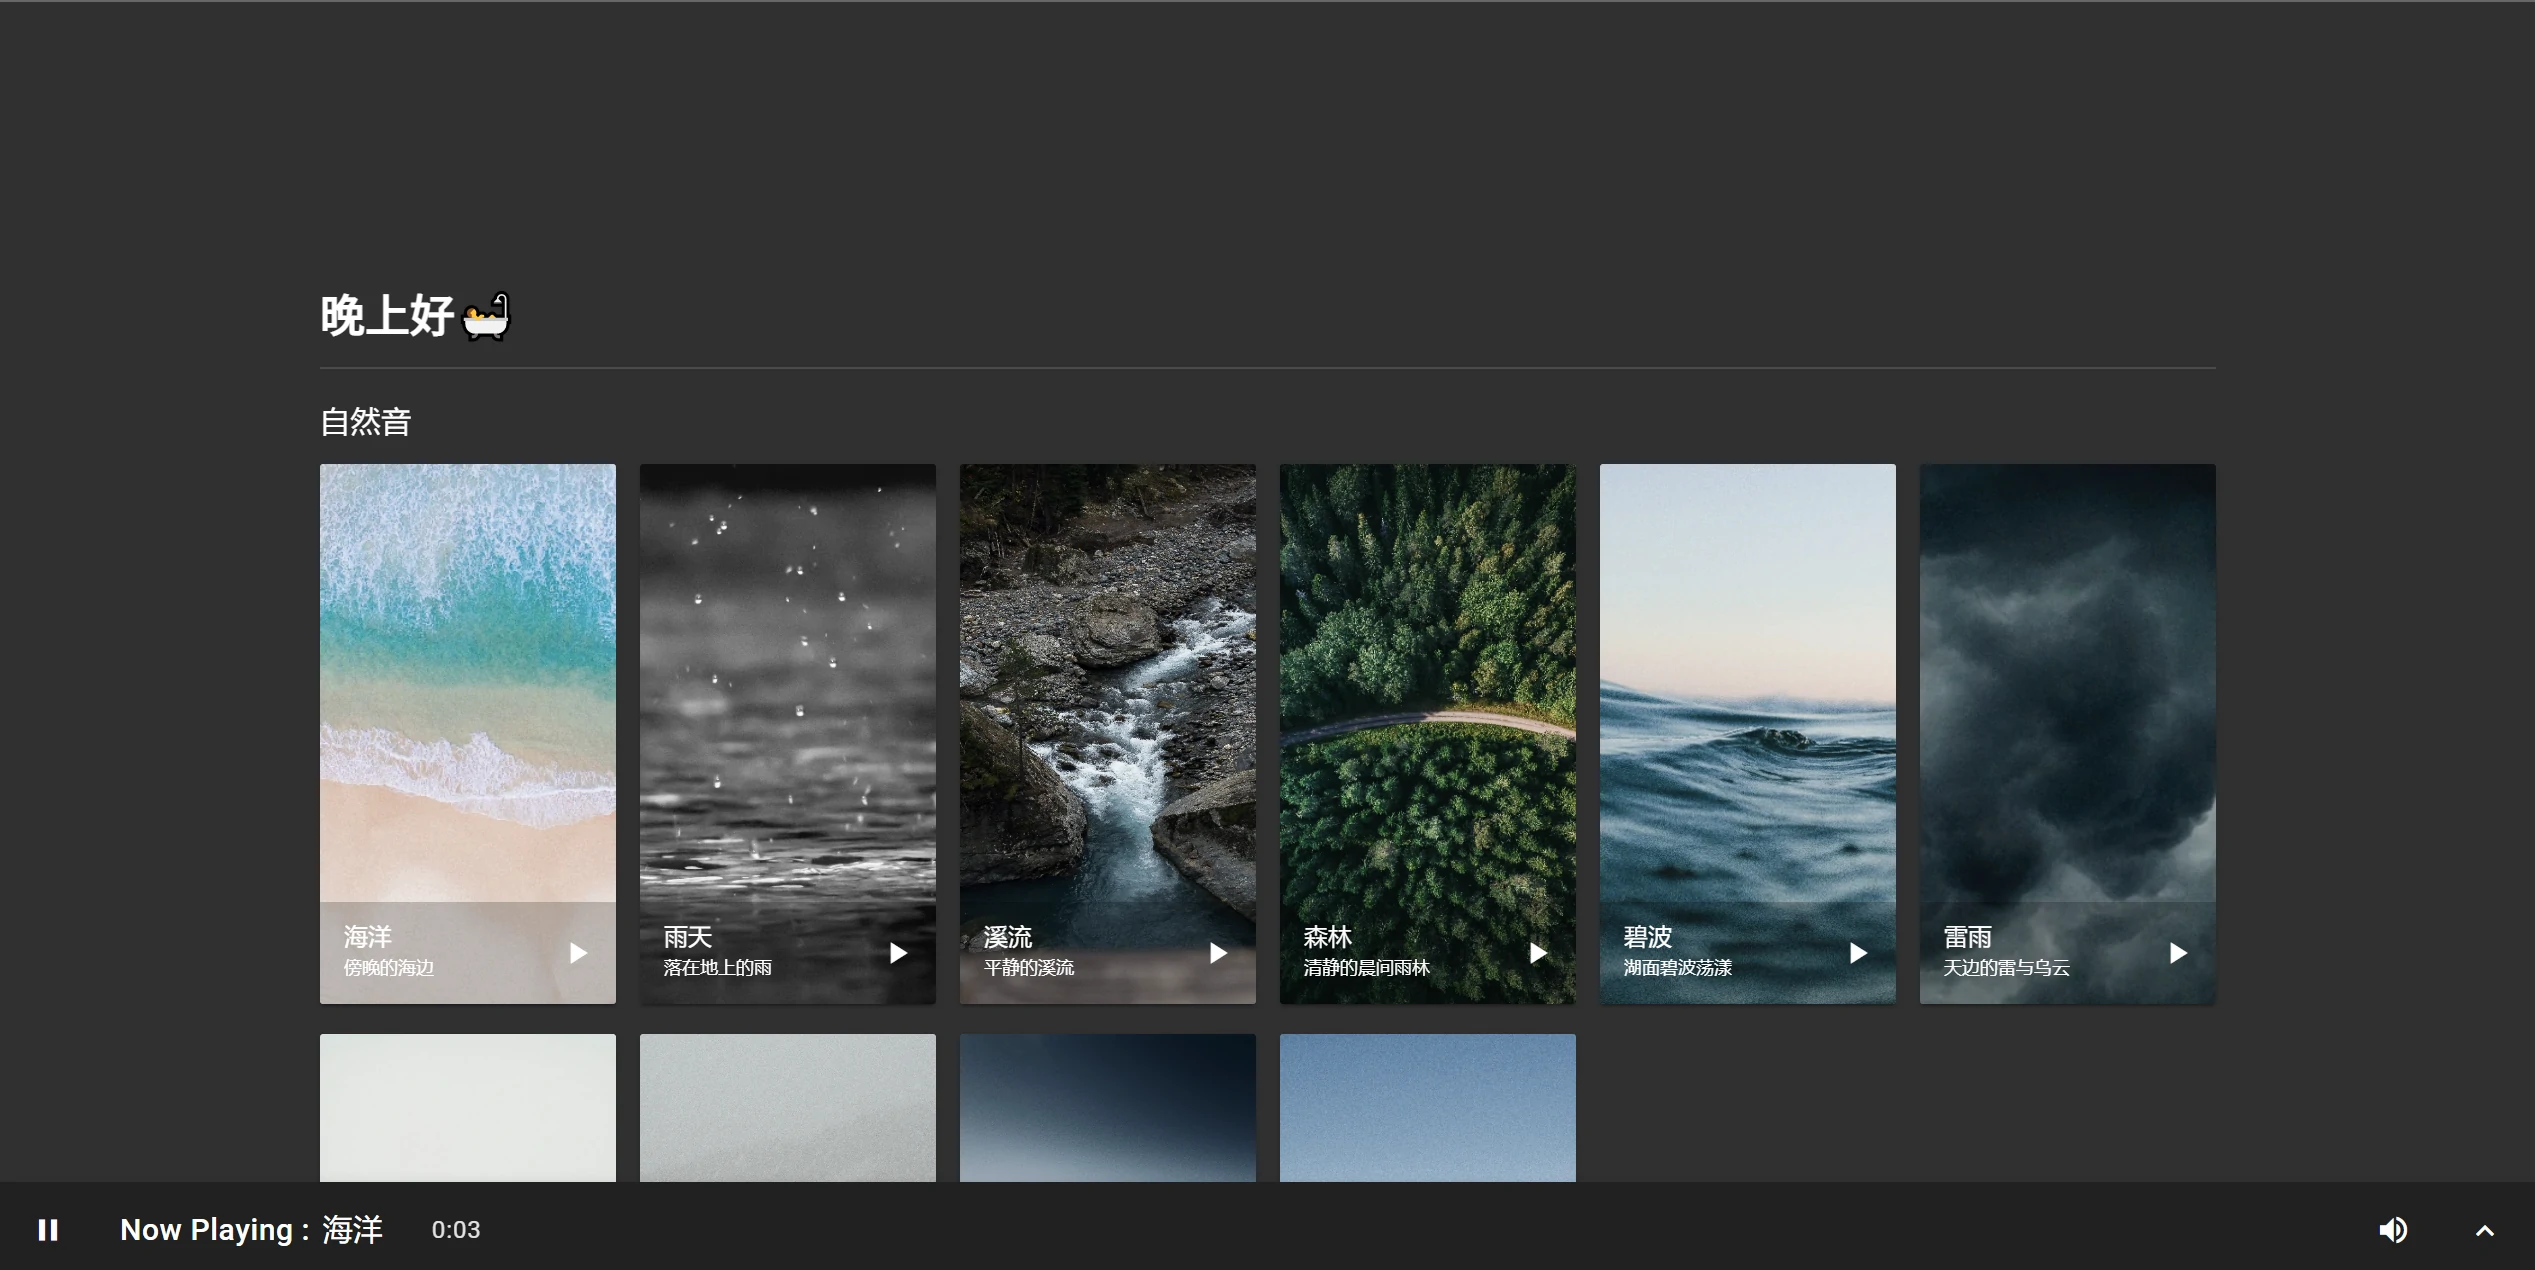 晚上好🛀
自然音
海洋
傍晚的海边
雨天
落在地上的雨
溪流
平静的溪流
森林
清静的晨间雨林
碧波
湖面碧波荡漾
雷雨
天边的雷与乌云
Now Playing : 海洋 0:03